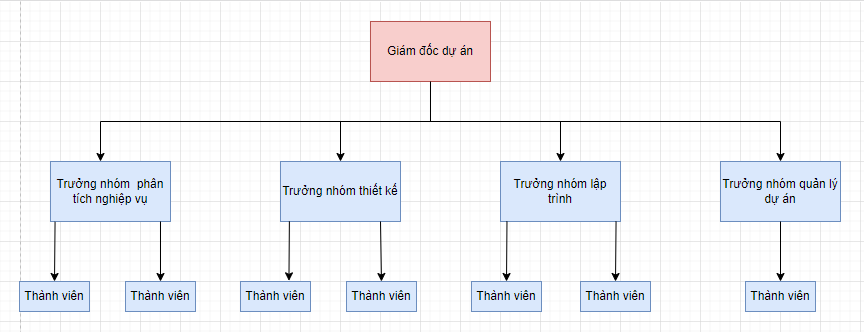 Giám đốc dự án
Trưởng nhóm phân
tích nghiệp vụ
Trưởng nhóm thiết kế
Trưởng nhóm lập
trình
Trưởng nhóm quản lý
dự án
Thành viên
Thành viên
Thành viên
Thành viên
Thành viên
Thành viên
Thành viên